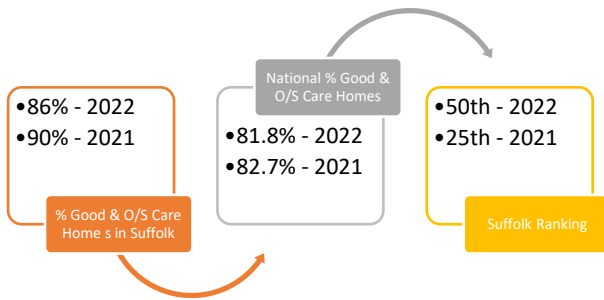 •86% - 2022
•90% - 2021
% Good & O/S Care
Home s in Suffolk
National % Good &
O/S Care Homes
•81.8% - 2022
•82.7% - 2021
•50th - 2022
•25th - 2021
Suffolk Ranking